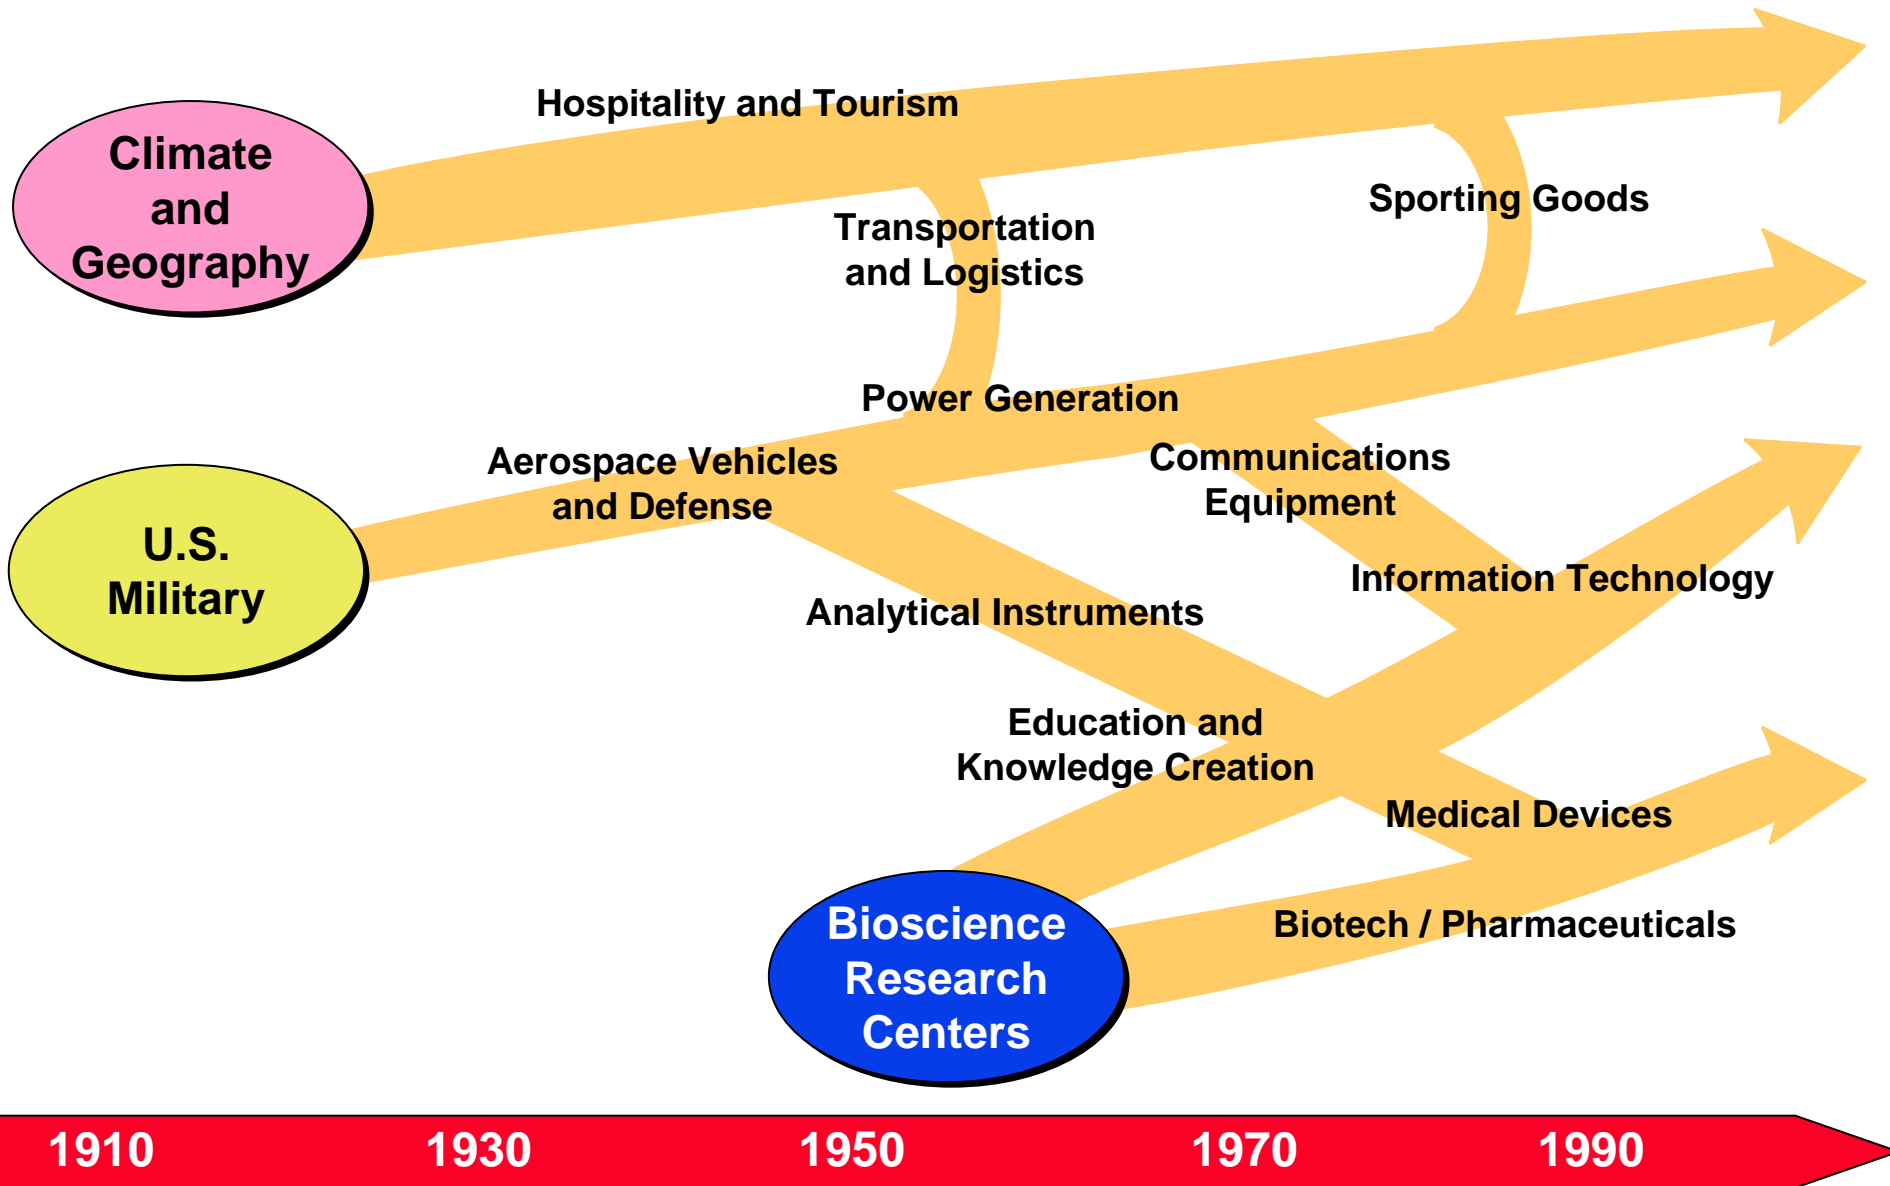 Hospitality and Tourism
Climate
and
Geography
Sporting Goods
Transportation
and Logistics
Power Generation
Aerospace Vehicles
and Defense
Communications
Equipment
U.S.
Military
Information Technology
Analytical Instruments
Education and
Knowledge Creation
Medical Devices
Bioscience
Research
Centers
Biotech / Pharmaceuticals
1910 1930 1950 1970 1990